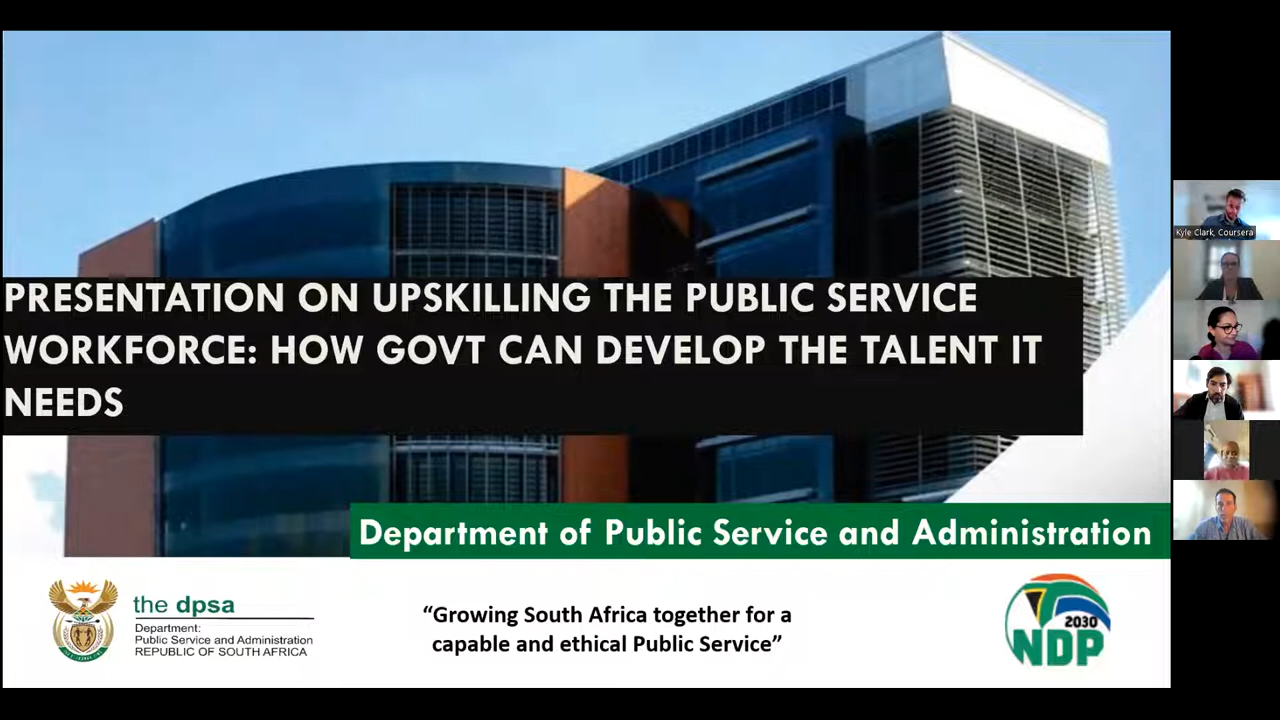 PRESENTATION ON UPSKILLING THE PUBLIC SERVICE
WORKFORCE: HOW GOVT CAN DEVELOP THE TALENT IT
NEEDS
Department of Public Service and Administration
the dpsa
Department:
Public Service and Administration
REPUBLIC OF SOUTH AFRICA
“Growing South Africa together for a
capable and ethical Public Service”
2030
NDP
Kyle Clark, Coursera